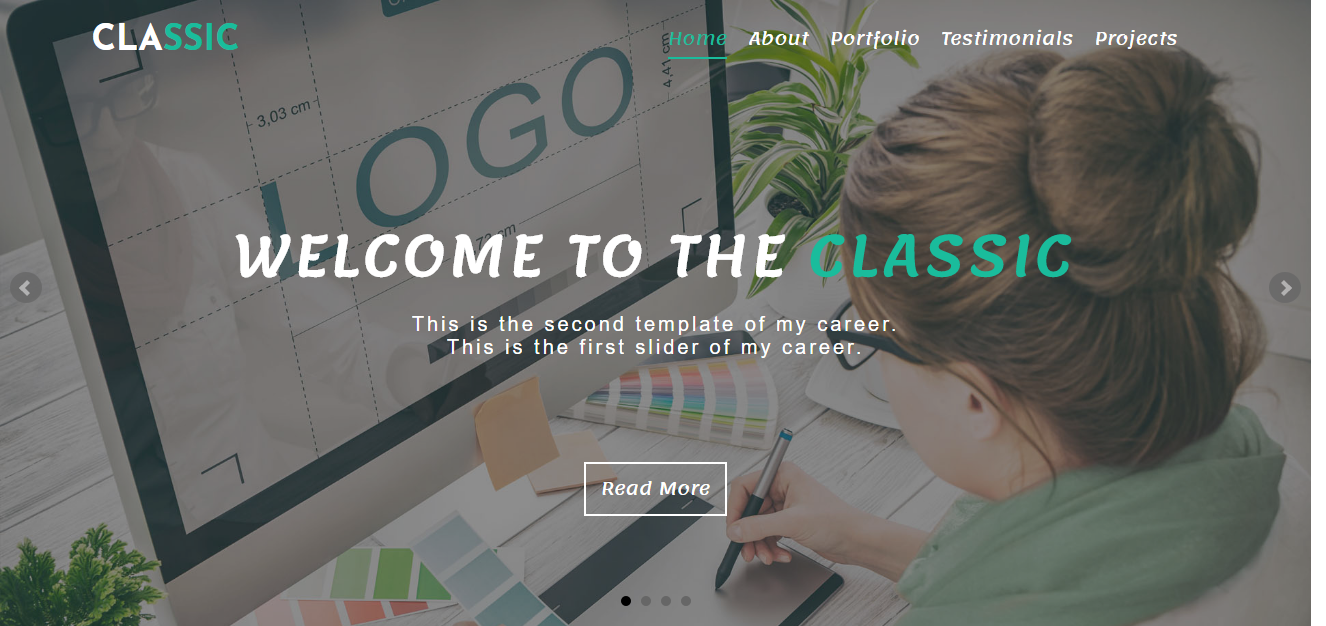 CLASSIC
Home About Portfolio Testimonials Projects
3,03 cm
4,41 c
LOGO
cm
WELCOME TO THE CLASSIC
This is the second template of my career.
This is the first slider of my career.
Read More